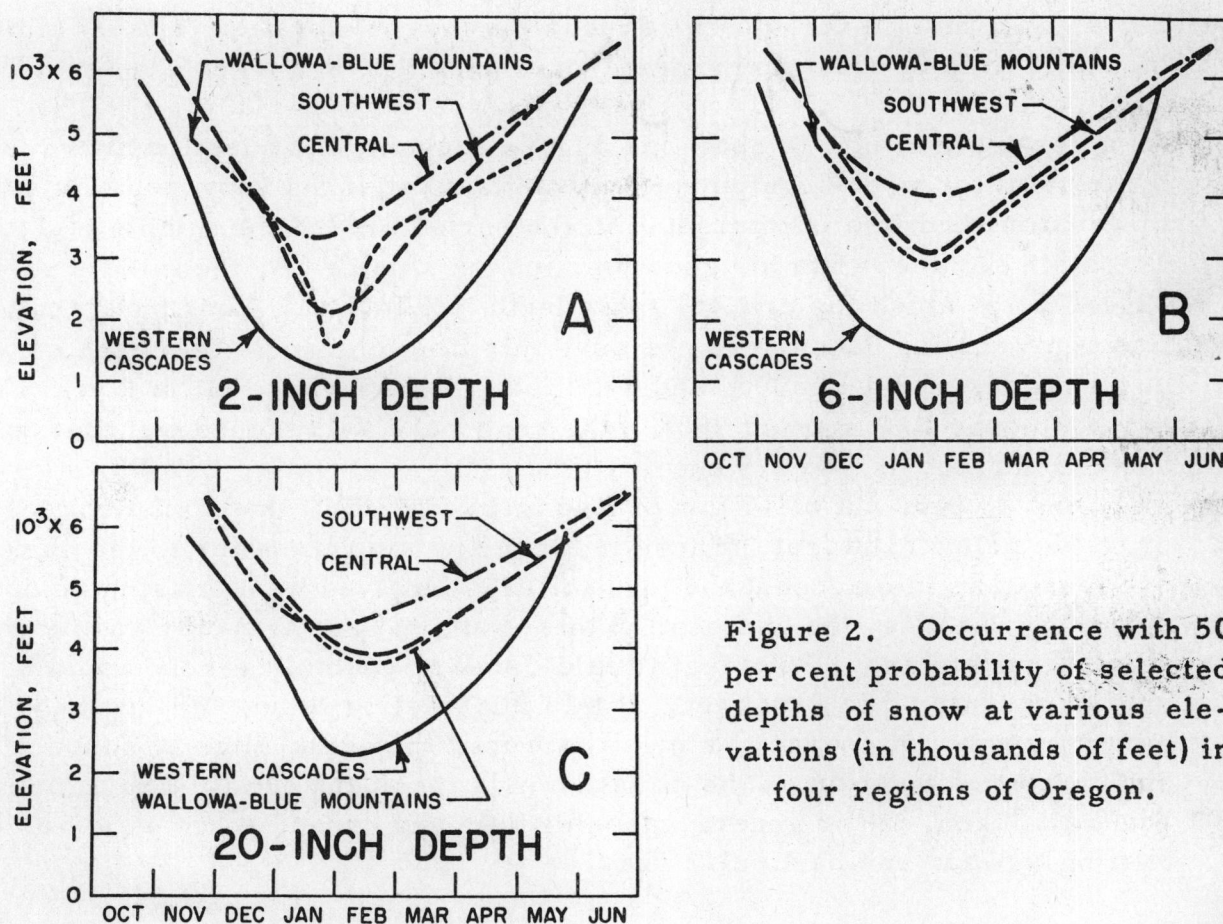 10³x 6
5
4
3
2
1
0
ELEVATION, FEET
WALLOWA-BLUE MOUNTAINS
SOUTHWEST
CENTRAL
WESTERN
CASCADES
A
2-INCH DEPTH
WALLOWA-BLUE MOUNTAINS
SOUTHWEST
CENTRAL
WESTERN
CASCADES
B
6-INCH DEPTH
OCT NOV DEC JAN FEB MAR APR MAY JUN
10³x 6
5
4
3
2
1
0
ELEVATION, FEET
SOUTHWEST
CENTRAL
WESTERN CASCADES
WALLOWA-BLUE MOUNTAINS
C
20-INCH DEPTH
OCT NOV DEC JAN FEB MAR APR MAY JUN
Figure 2. Occurrence with 50
per cent probability of selected
depths of snow at various ele-
vations (in thousands of feet) in
four regions of Oregon.